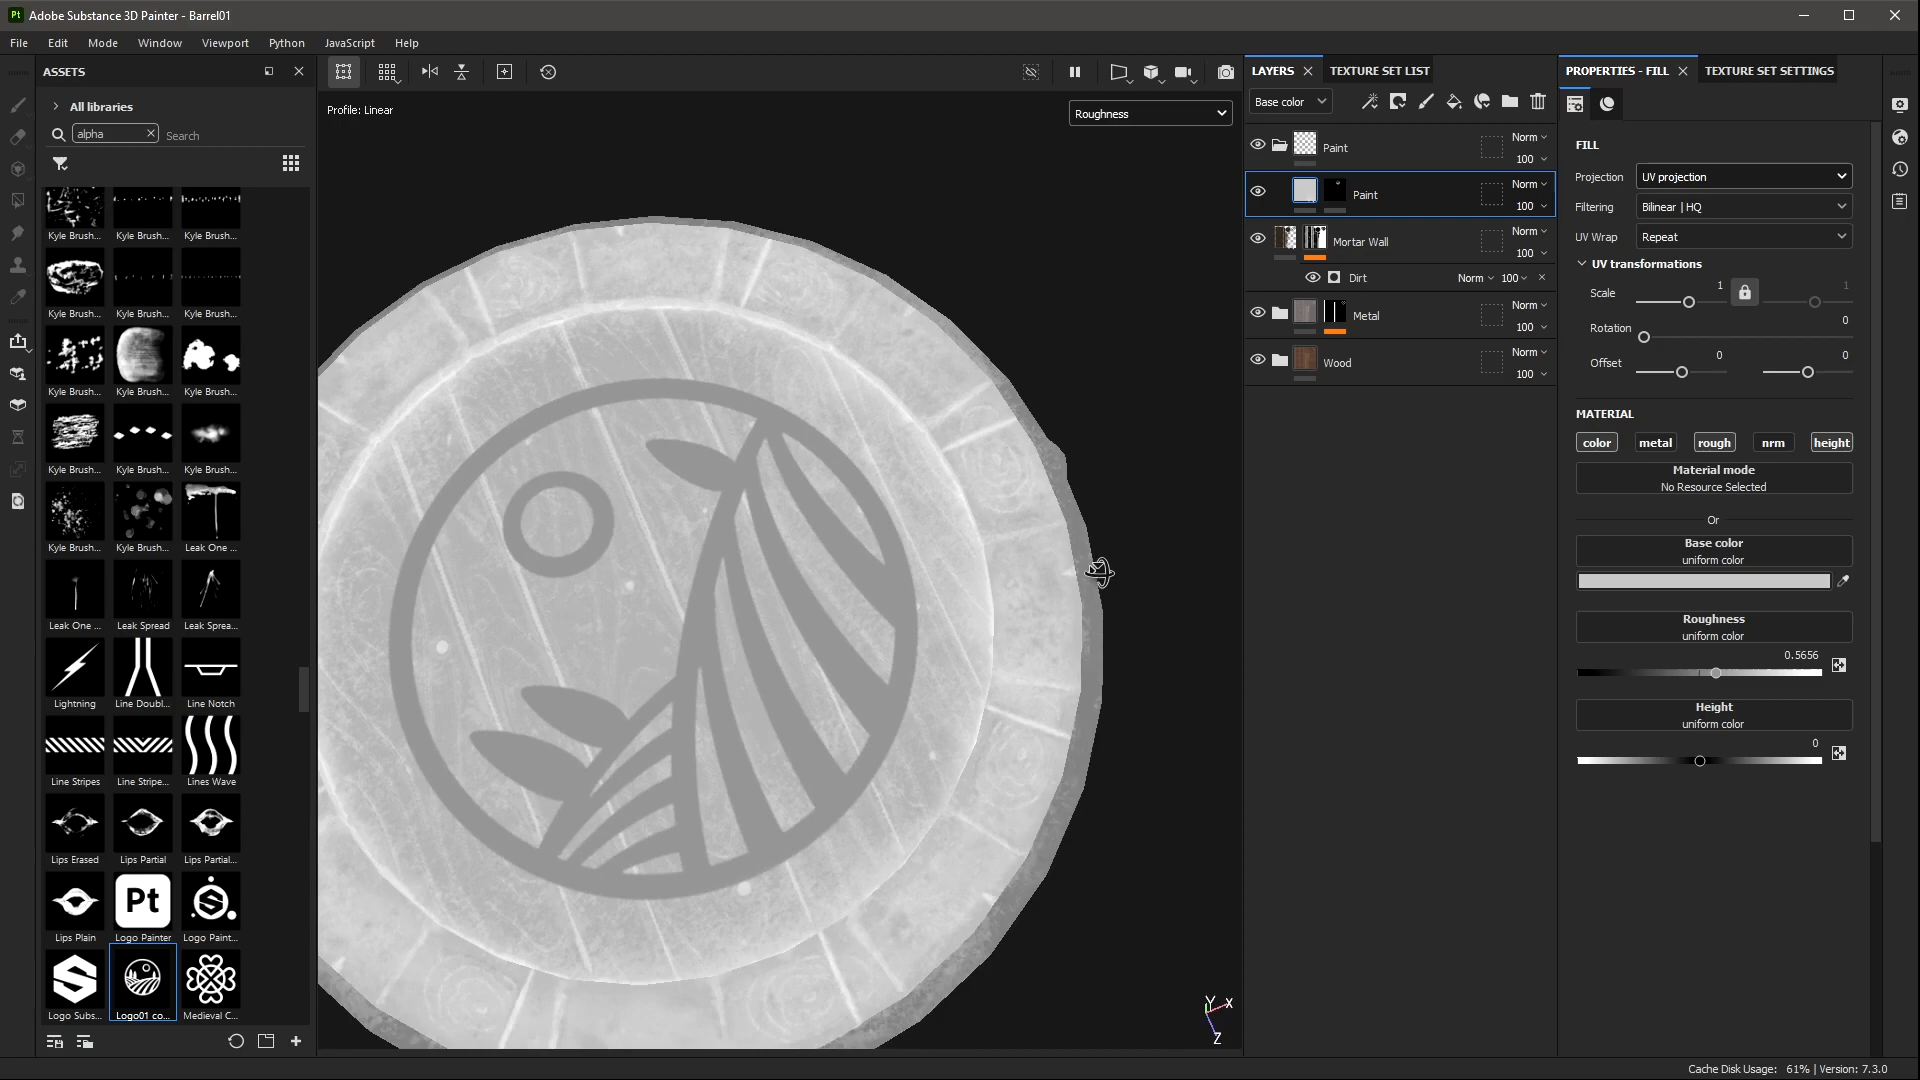 Pt Adobe Substance 3D Painter - Barrel01
File Edit Mode Window Viewport Python JavaScript Help
ASSETS
All libraries
alpha Search
Kyle Brush... Kyle Brush... Kyle Brush...
Kyle Brush... Kyle Brush... Kyle Brush...
Kyle Brush... Kyle Brush... Kyle Brush...
Kyle Brush... Kyle Brush... Kyle Brush...
Kyle Brush... Kyle Brush... Leak One ...
Leak One ... Leak Spread Leak Sprea...
Lightning Line Doubl... Line Notch
Line Stripes Line Stripe... Lines Wave
Lips Erased Lips Partial Lips Partial...
Pt
Lips Plain Logo Painter Logo Paint...
Logo Subs... Logo01 co... Medieval C...
Profile: Linear
Roughness
Y X
Z
LAYERS TEXTURE SET LIST
Base color
Paint Norm
100
Paint Norm
100
Mortar Wall Norm
100
Dirt Norm 100
Metal Norm
100
Wood Norm
100
PROPERTIES - FILL TEXTURE SET SETTINGS
FILL
Projection UV projection
Filtering Bilinear | HQ
UV Wrap Repeat
UV transformations
Scale 1 1
Rotation 0
Offset 0 0
MATERIAL
color metal rough nrm height
Material mode
No Resource Selected
Or
Base color
uniform color
Roughness
uniform color
0.5656
Height
uniform color
0
Cache Disk Usage: 61% | Version: 7.3.0